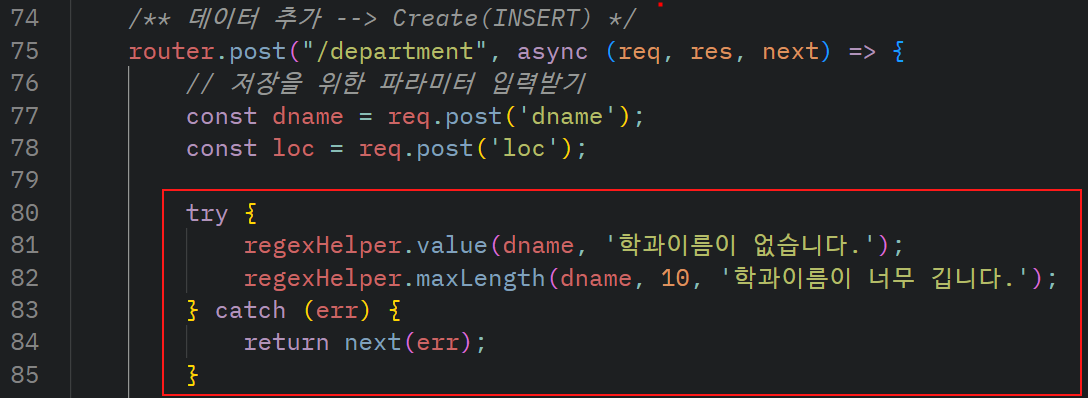 74 /** 데이터 추가 --> Create(INSERT) */
75 router.post("/department", async (req, res, next) => {
76 // 저장을 위한 파라미터 입력받기
77 const dname = req.post('dname');
78 const loc = req.post('loc');
79
80 try {
81 regexHelper.value(dname, '학과이름이 없습니다.');
82 regexHelper.maxLength(dname, 10, '학과이름이 너무 깁니다.');
83 } catch (err) {
84 return next(err);
85 }